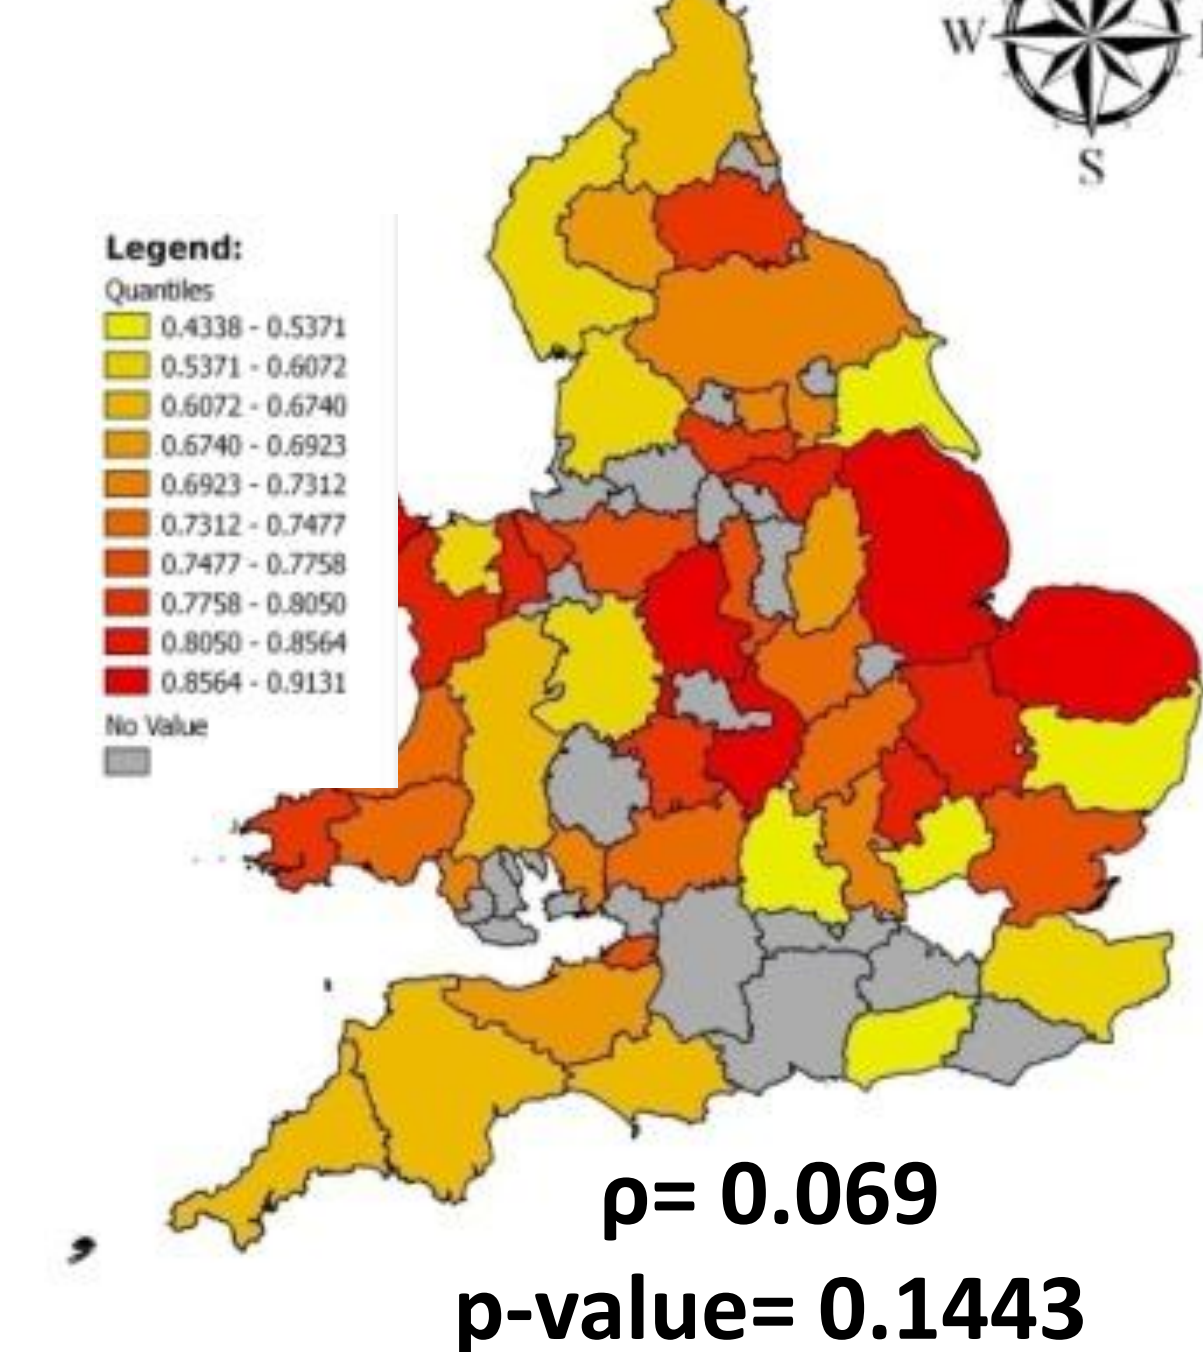 W
S
Legend:
Quantiles
0.4338 - 0.5371
0.5371 - 0.6072
0.6072 - 0.6740
0.6740 - 0.6923
0.6923 - 0.7312
0.7312 - 0.7477
0.7477 - 0.7758
0.7758 - 0.8050
0.8050 - 0.8564
0.8564 - 0.9131
No Value
ρ= 0.069
p-value= 0.1443